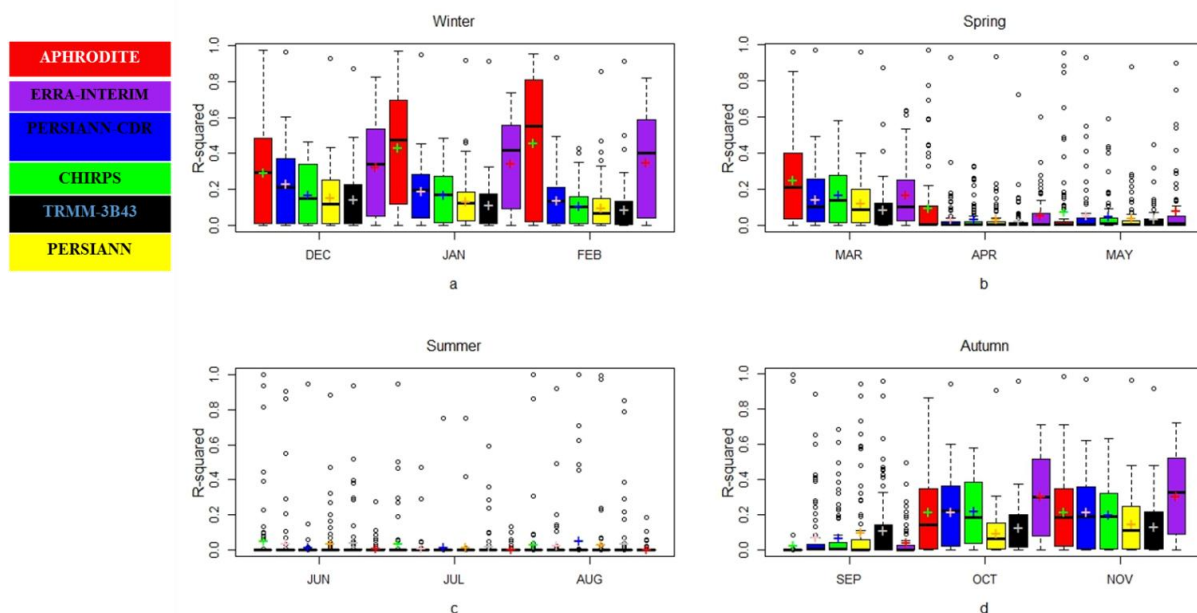 APHRODITE
ERRA-INTERIM
PERSIANN-CDR
CHIRPS
TRMM-3B43
PERSIANN
Winter
R-squared
0.0 0.2 0.4 0.6 0.8 1.0
DEC JAN FEB
a
Spring
R-squared
0.0 0.2 0.4 0.6 0.8 1.0
MAR APR MAY
b
Summer
R-squared
0.0 0.2 0.4 0.6 0.8 1.0
JUN JUL AUG
c
Autumn
R-squared
0.0 0.2 0.4 0.6 0.8 1.0
SEP OCT NOV
d